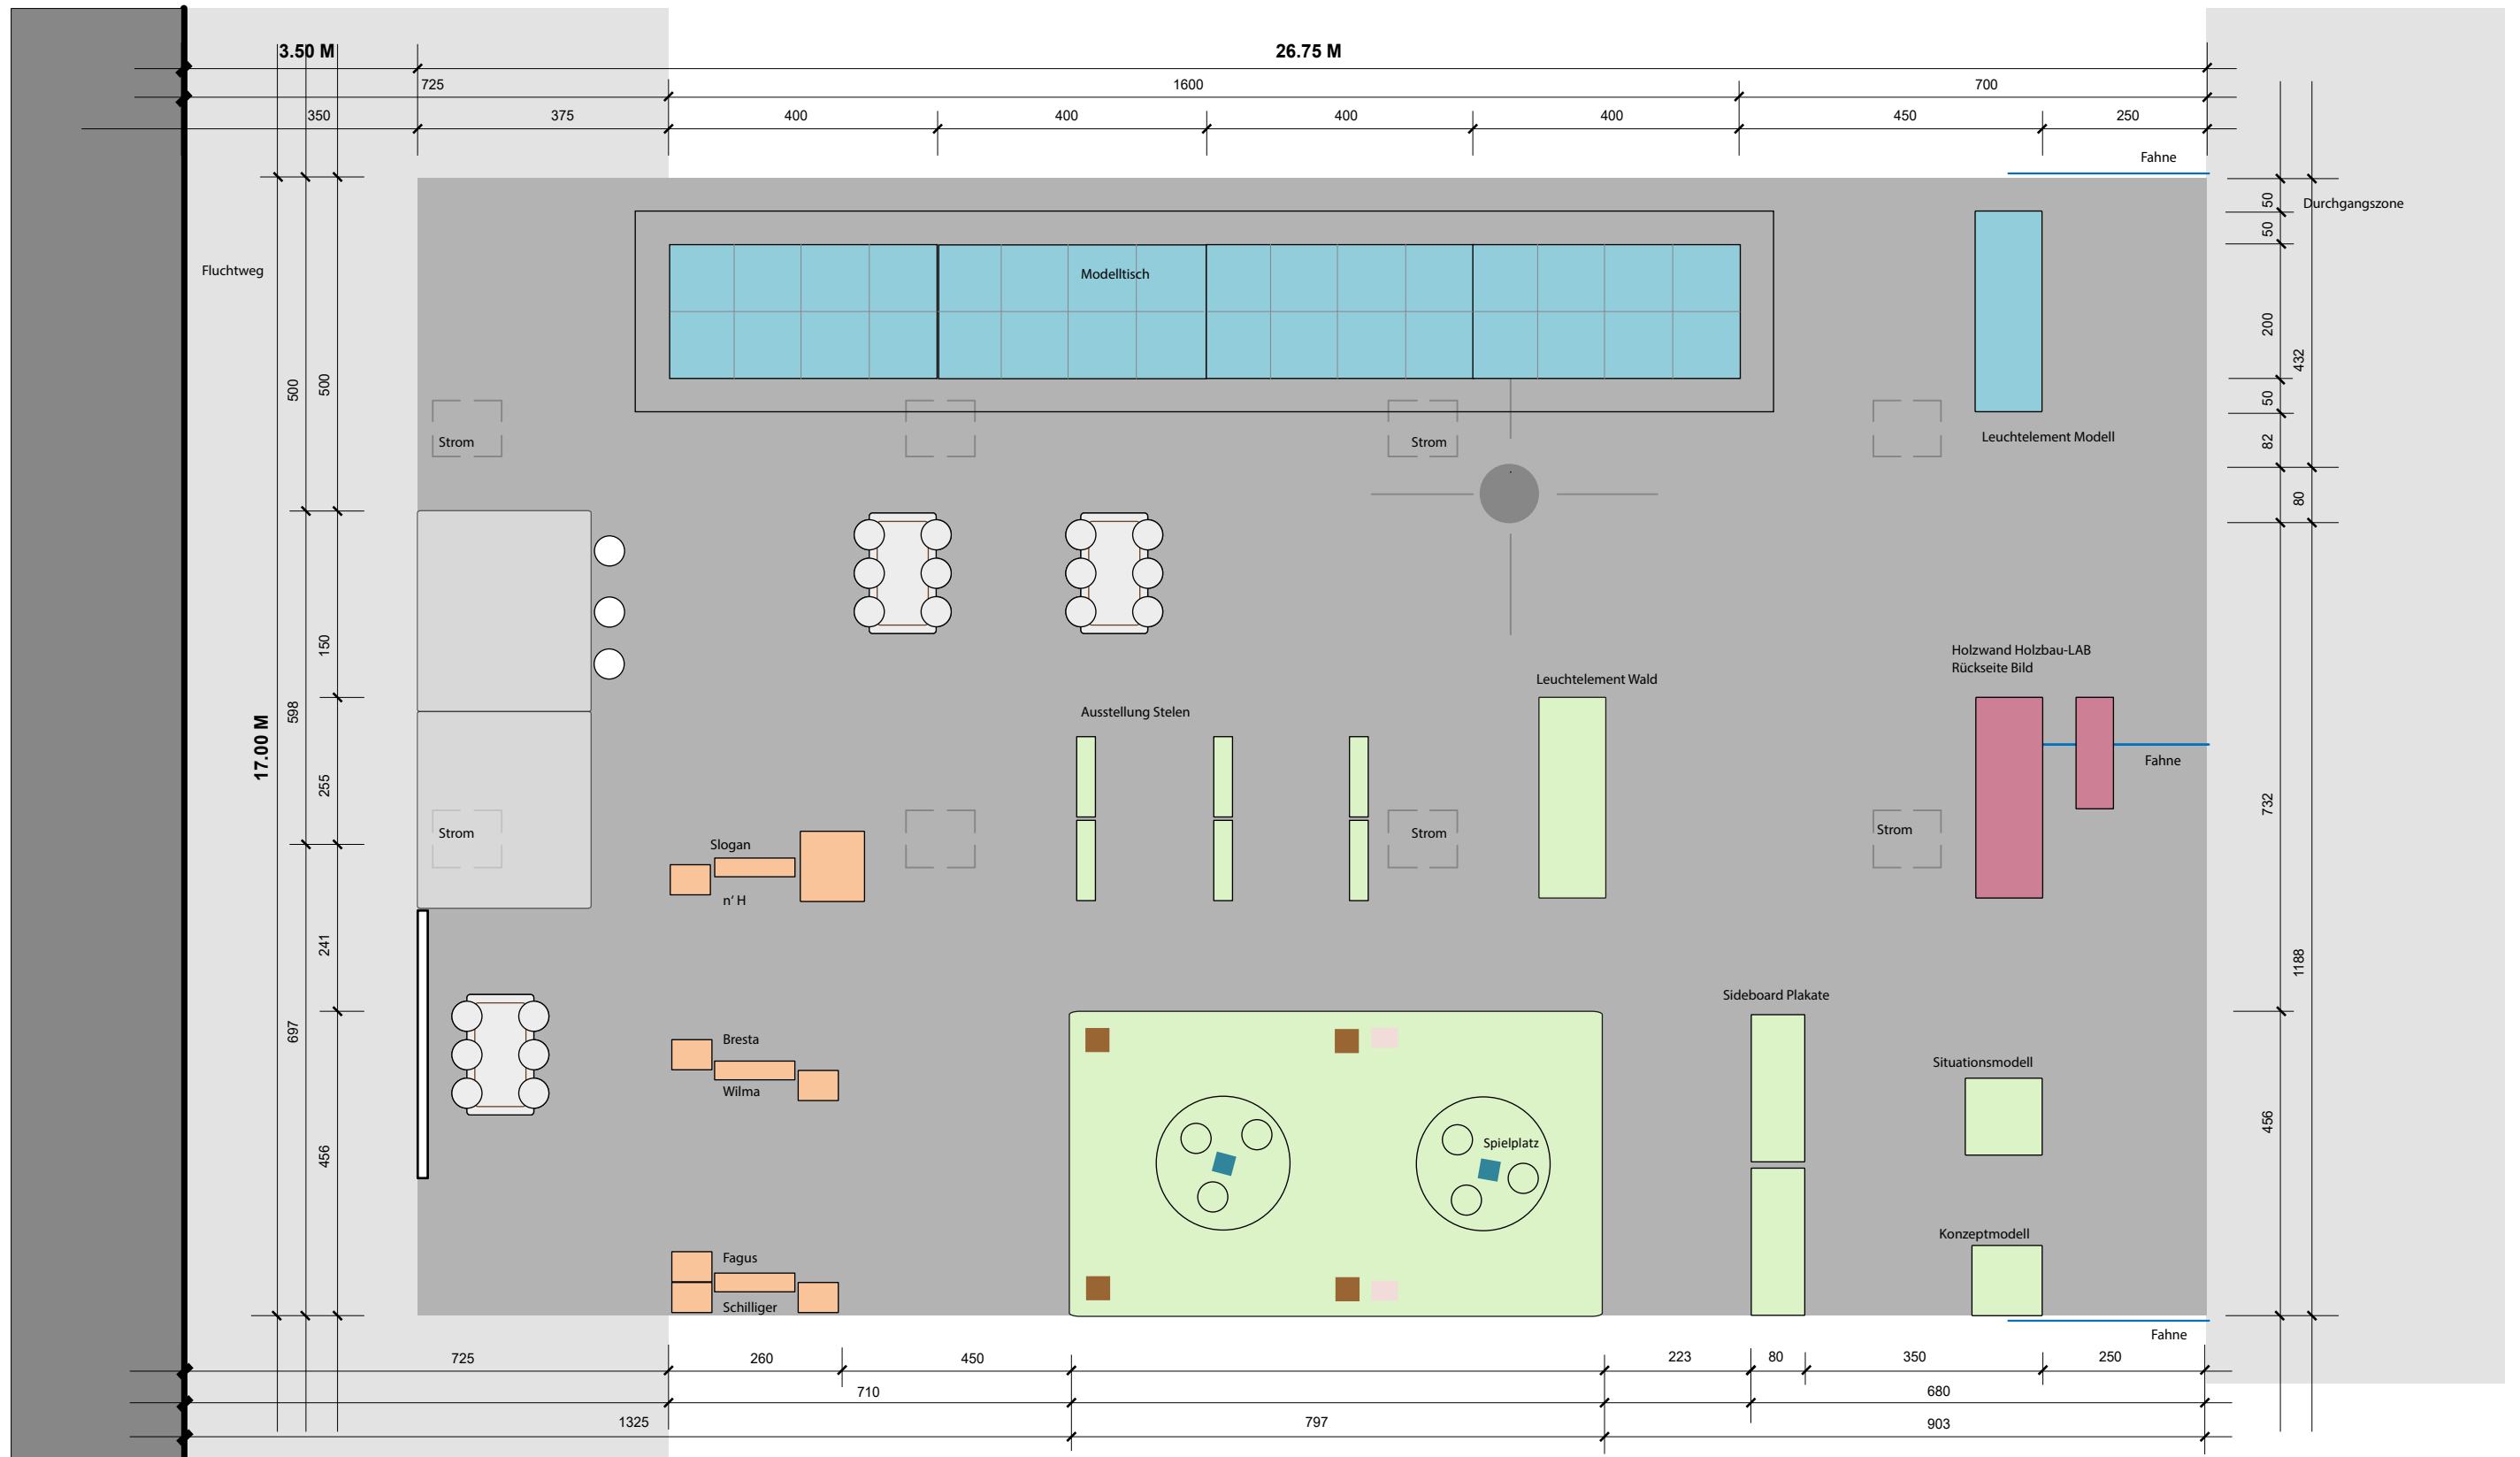 3.50 M
26.75 M
725
1600
700
350
375
400
400
400
400
450
250
Fahne
Durchgangszone
Fluchtweg
Modelltisch
50
50
200
432
50
82
80
500
500
Strom
Strom
Leuchtelement Modell
Holzwand Holzbau-LAB
Rückseite Bild
Leuchtelement Wald
Ausstellung Stelen
150
598
17.00 M
255
Fahne
732
Strom
Slogan
n' H
Strom
Strom
241
1188
697
456
Sideboard Plakate
Bresta
Wilma
Situationsmodell
Spielplatz
456
Fagus
Schilliger
Konzeptmodell
Fahne
725
260
450
223
80
350
250
710
680
1325
797
903